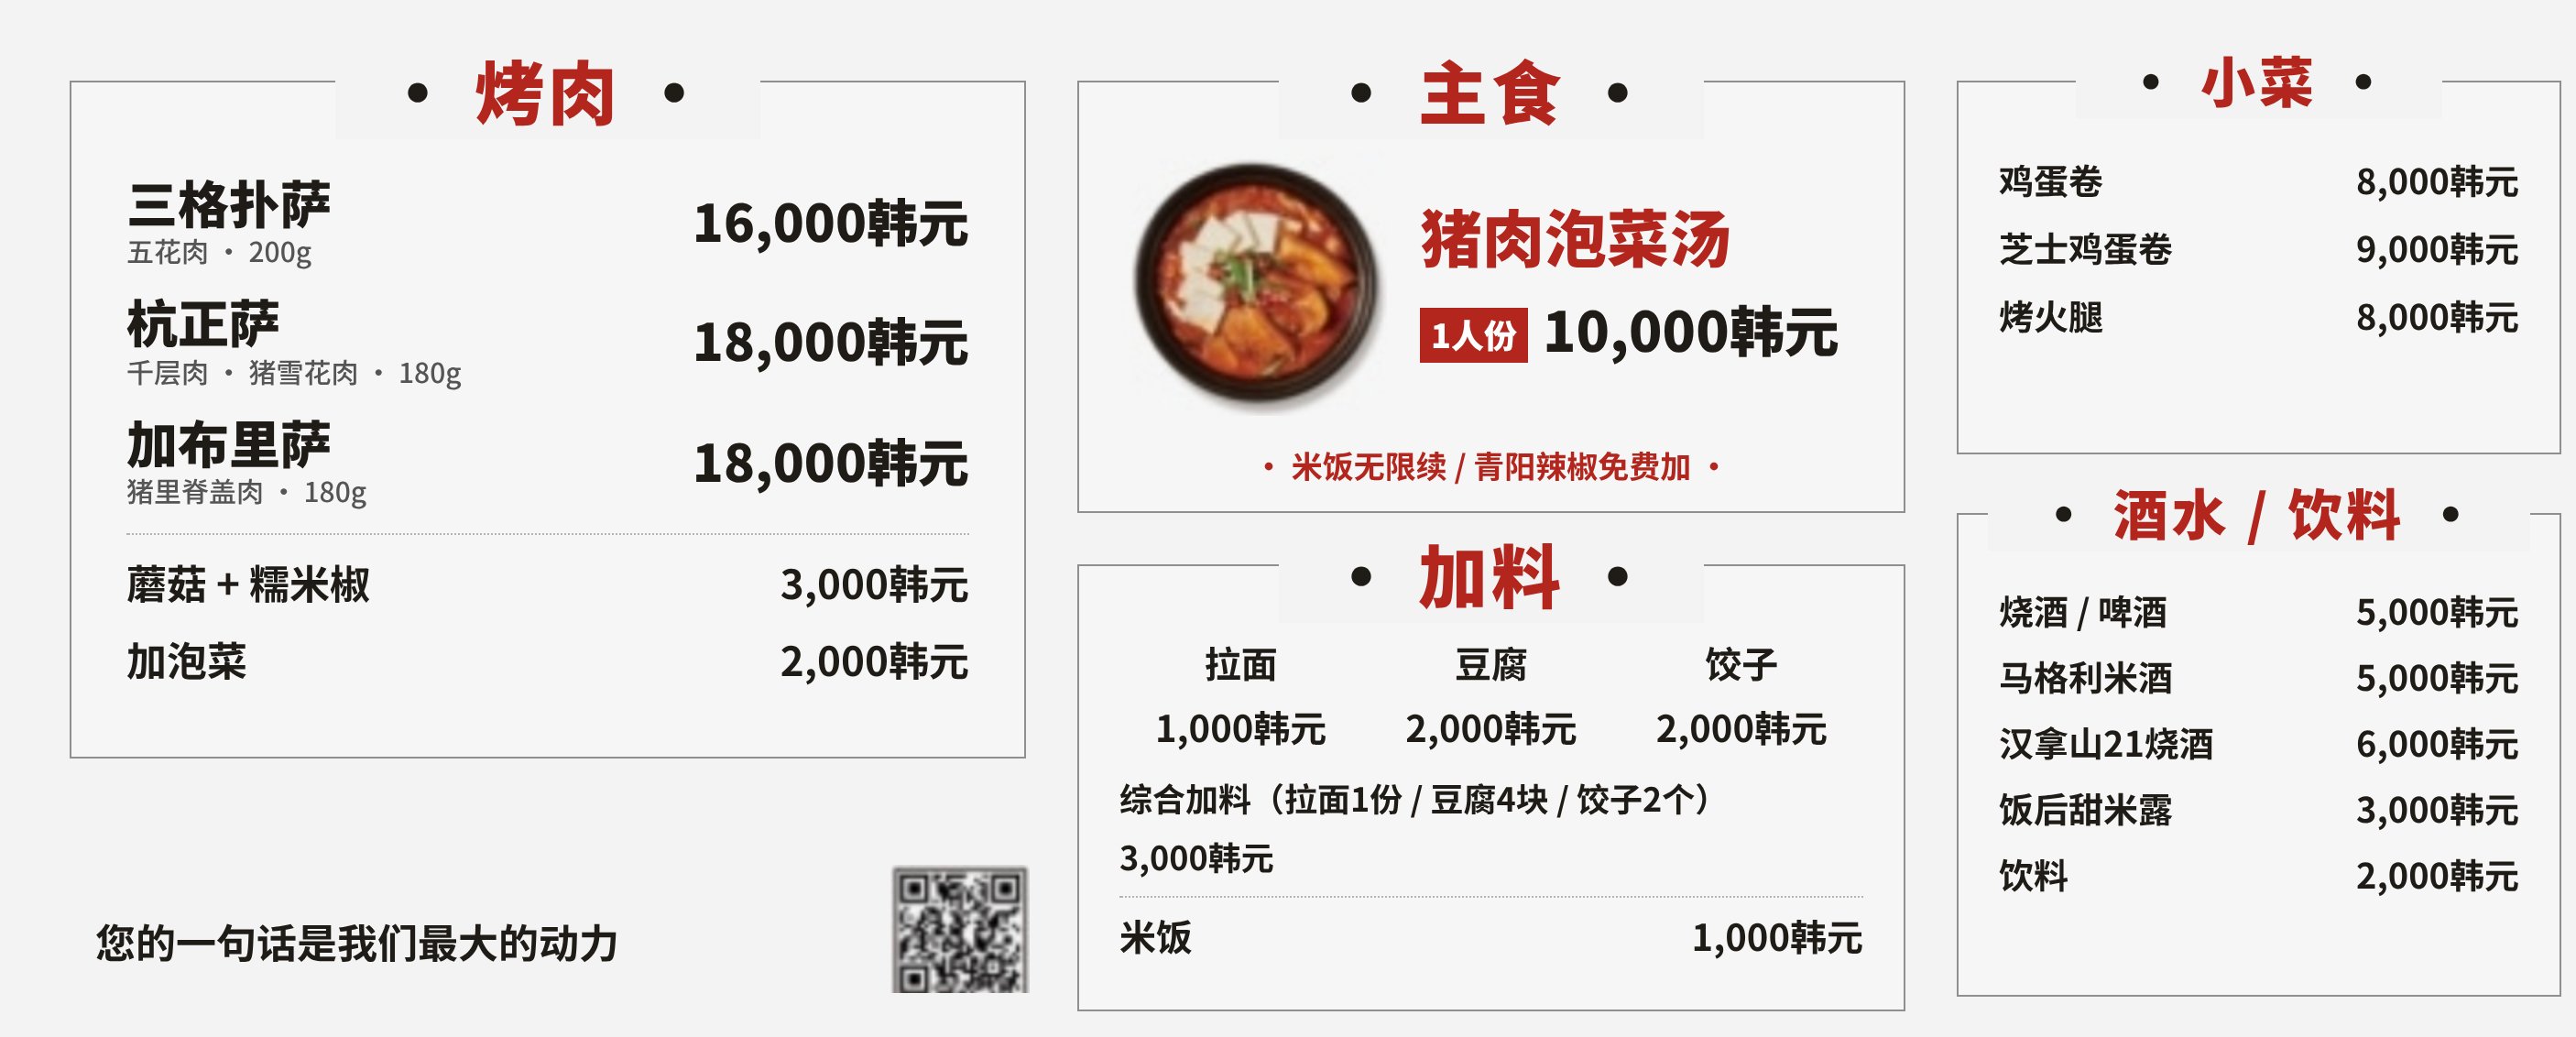 • 烤肉 •
三格扑萨 16,000韩元
五花肉 • 200g
杭正萨 18,000韩元
千层肉 • 猪雪花肉 • 180g
加布里萨 18,000韩元
猪里脊盖肉 • 180g
蘑菇 + 糯米椒 3,000韩元
加泡菜 2,000韩元
您的一句话是我们最大的动力
• 主食 •
猪肉泡菜汤
1人份 10,000韩元
• 米饭无限续 / 青阳辣椒免费加 •
• 加料 •
拉面 豆腐 饺子
1,000韩元 2,000韩元 2,000韩元
综合加料（拉面1份 / 豆腐4块 / 饺子2个）
3,000韩元
米饭 1,000韩元
• 小菜 •
鸡蛋卷 8,000韩元
芝士鸡蛋卷 9,000韩元
烤火腿 8,000韩元
• 酒水 / 饮料 •
烧酒 / 啤酒 5,000韩元
马格利米酒 5,000韩元
汉拿山21烧酒 6,000韩元
饭后甜米露 3,000韩元
饮料 2,000韩元